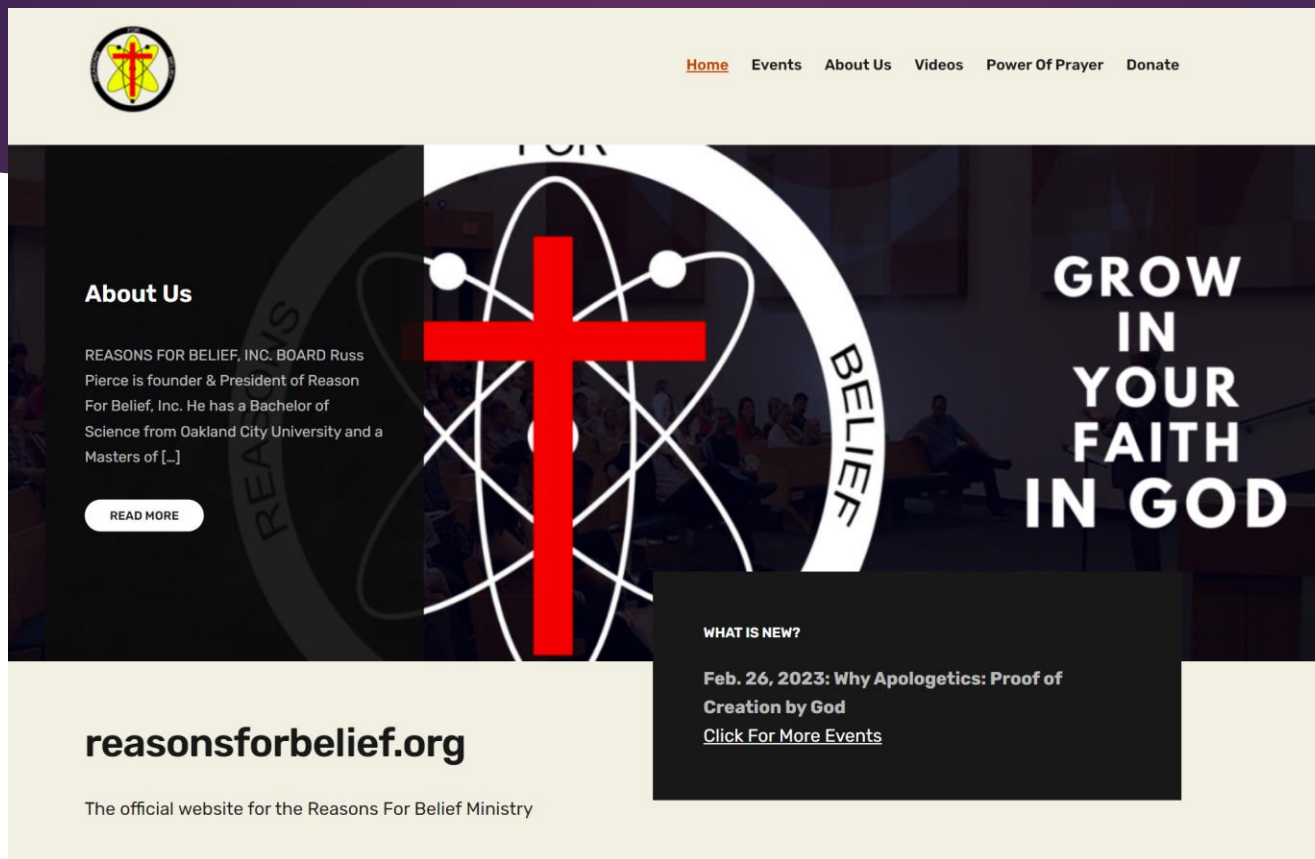 FOR
REASONS
BELIEF
Home Events About Us Videos Power Of Prayer Donate
FOR
REASONS
BELIEF
About Us
REASONS FOR BELIEF, INC. BOARD Russ
Pierce is founder & President of Reason
For Belief, Inc. He has a Bachelor of
Science from Oakland City University and a
Masters of […]
READ MORE
GROW
IN
YOUR
FAITH
IN GOD
WHAT IS NEW?
Feb. 26, 2023: Why Apologetics: Proof of
Creation by God
Click For More Events
reasonsforbelief.org
The official website for the Reasons For Belief Ministry